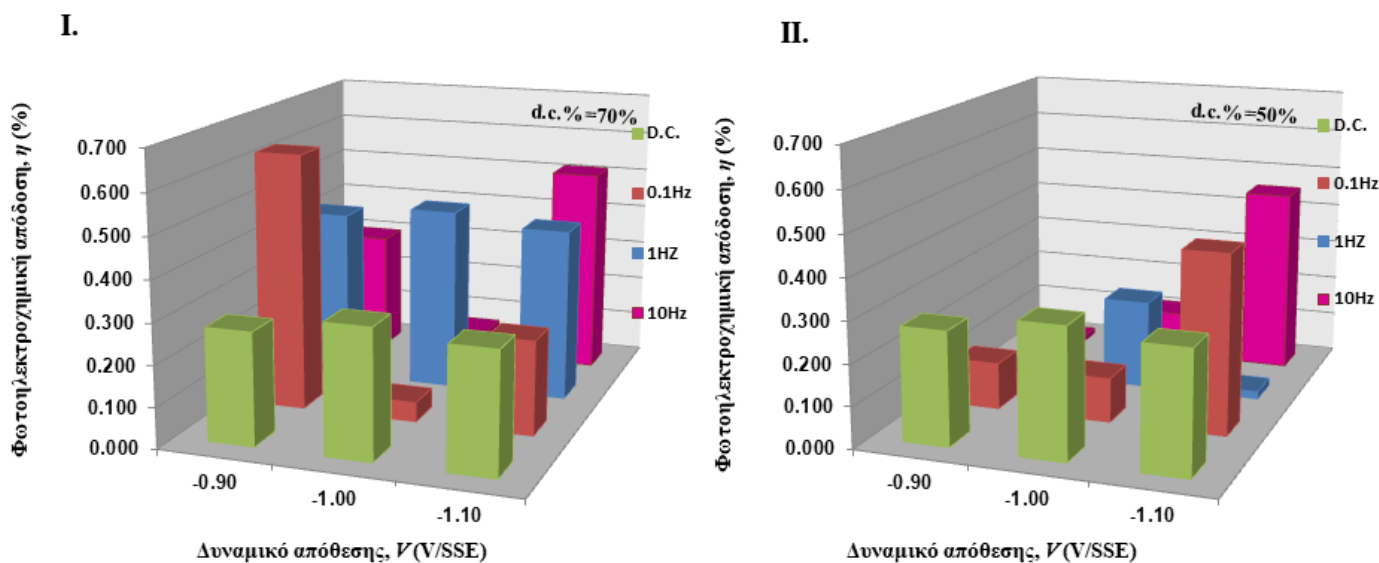 I.
Φωτοηλεκτροχημική απόδοση, η (%)
0.700
0.600
0.500
0.400
0.300
0.200
0.100
0.000
d.c.%=70%
D.C.
0.1Hz
1HZ
10Hz
-0.90
-1.00
-1.10
Δυναμικό απόθεσης, V(V/SSE)
II.
Φωτοηλεκτροχημική απόδοση, η (%)
0.700
0.600
0.500
0.400
0.300
0.200
0.100
0.000
d.c.%=50%
D.C.
0.1Hz
1HZ
10Hz
-0.90
-1.00
-1.10
Δυναμικό απόθεσης, V(V/SSE)